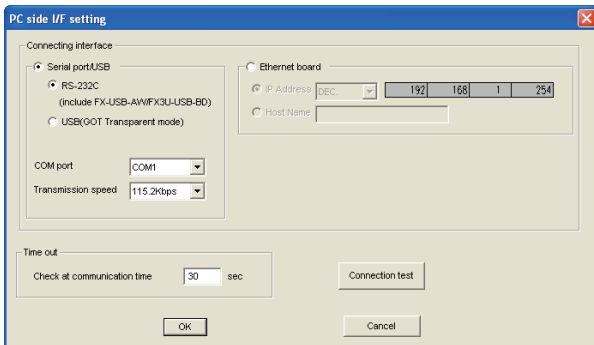 PC side I/F setting
Connecting interface
Serial port/USB
RS-232C
(include FX-USB-AW/FX3U-USB-BD)
USB(GOT Transparent mode)
COM port
COM1
Transmission speed
115.2Kbps
Ethernet board
IP Address
DEC.
192 168 1 254
Host Name
Time out
Check at communication time
30
sec
Connection test
OK
Cancel